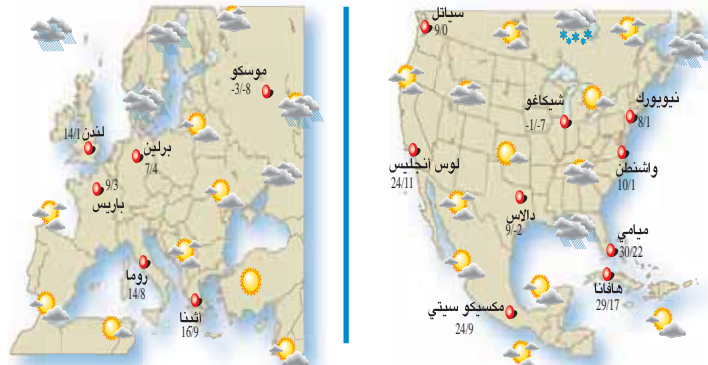 سياتل
9/0
شيكاغو
-1/-7
نيويورك
8/1
لوس أنجليس
24/11
واشنطن
10/1
دالاس
9/-2
ميامي
30/22
هافانا
29/17
مكسيكو سيتي
24/9
موسكو
-3/-8
لندن
14/1
برلين
7/4
9/3
باريس
روما
14/8
أثينا
16/9